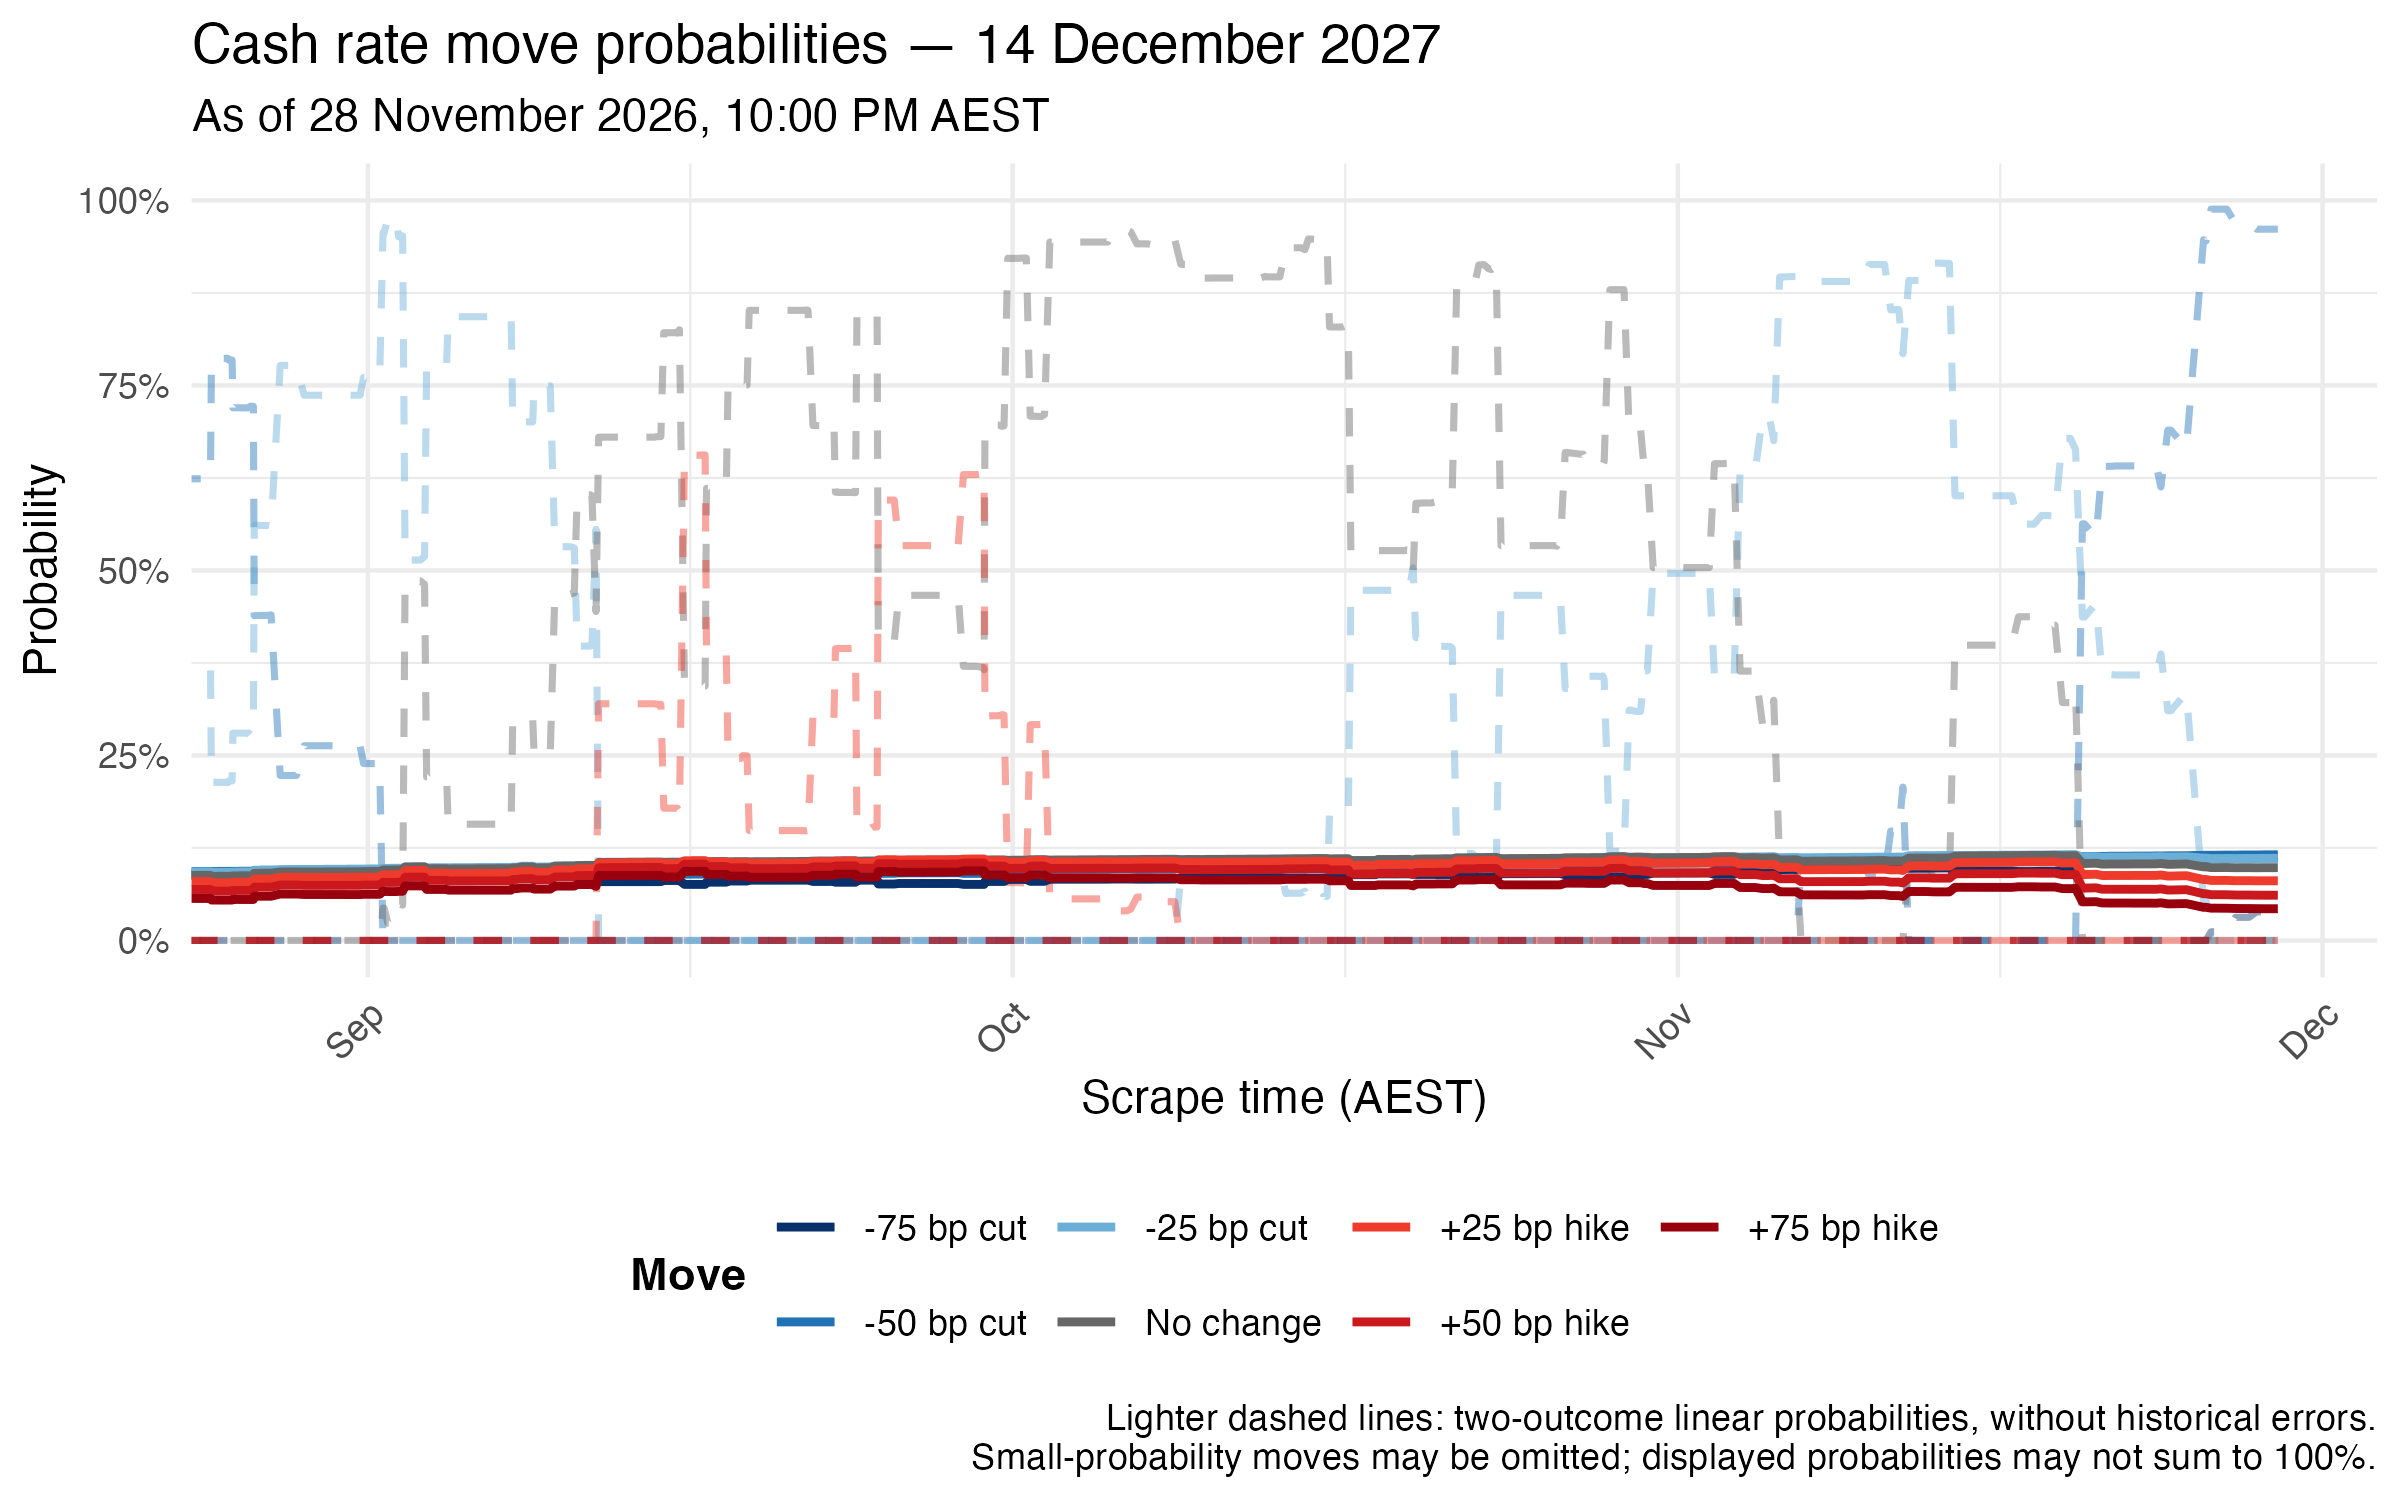 Cash rate move probabilities — 14 December 2027
As of 28 November 2026, 10:00 PM AEST
Probability
100%
75%
50%
25%
0%
Sep
Oct
Nov
Dec
Scrape time (AEST)
Move
-75 bp cut
-25 bp cut
+25 bp hike
+75 bp hike
-50 bp cut
No change
+50 bp hike
Lighter dashed lines: two-outcome linear probabilities, without historical errors.
Small-probability moves may be omitted; displayed probabilities may not sum to 100%.